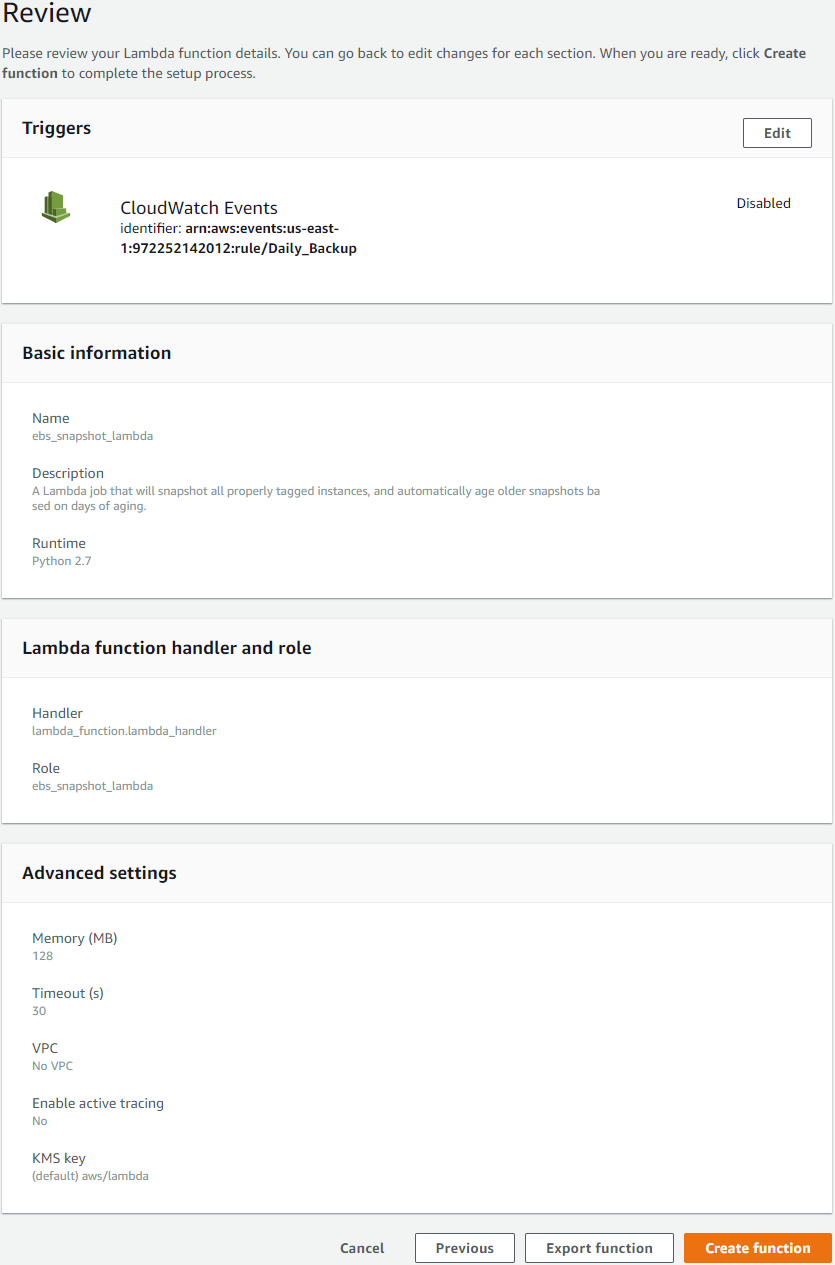 Review
Please review your Lambda function details. You can go back to edit changes for each section. When you are ready, click Create
function to complete the setup process.
Triggers
Edit
CloudWatch Events
Disabled
identifier: arn:aws:events:us-east-
1:972252142012:rule/Daily_Backup
Basic information
Name
ebs_snapshot_lambda
Description
A Lambda job that will snapshot all properly tagged instances, and automatically age older snapshots ba
sed on days of aging.
Runtime
Python 2.7
Lambda function handler and role
Handler
lambda_function.lambda_handler
Role
ebs_snapshot_lambda
Advanced settings
Memory (MB)
128
Timeout (s)
30
VPC
No VPC
Enable active tracing
No
KMS key
(default) aws/lambda
Cancel
Previous
Export function
Create function